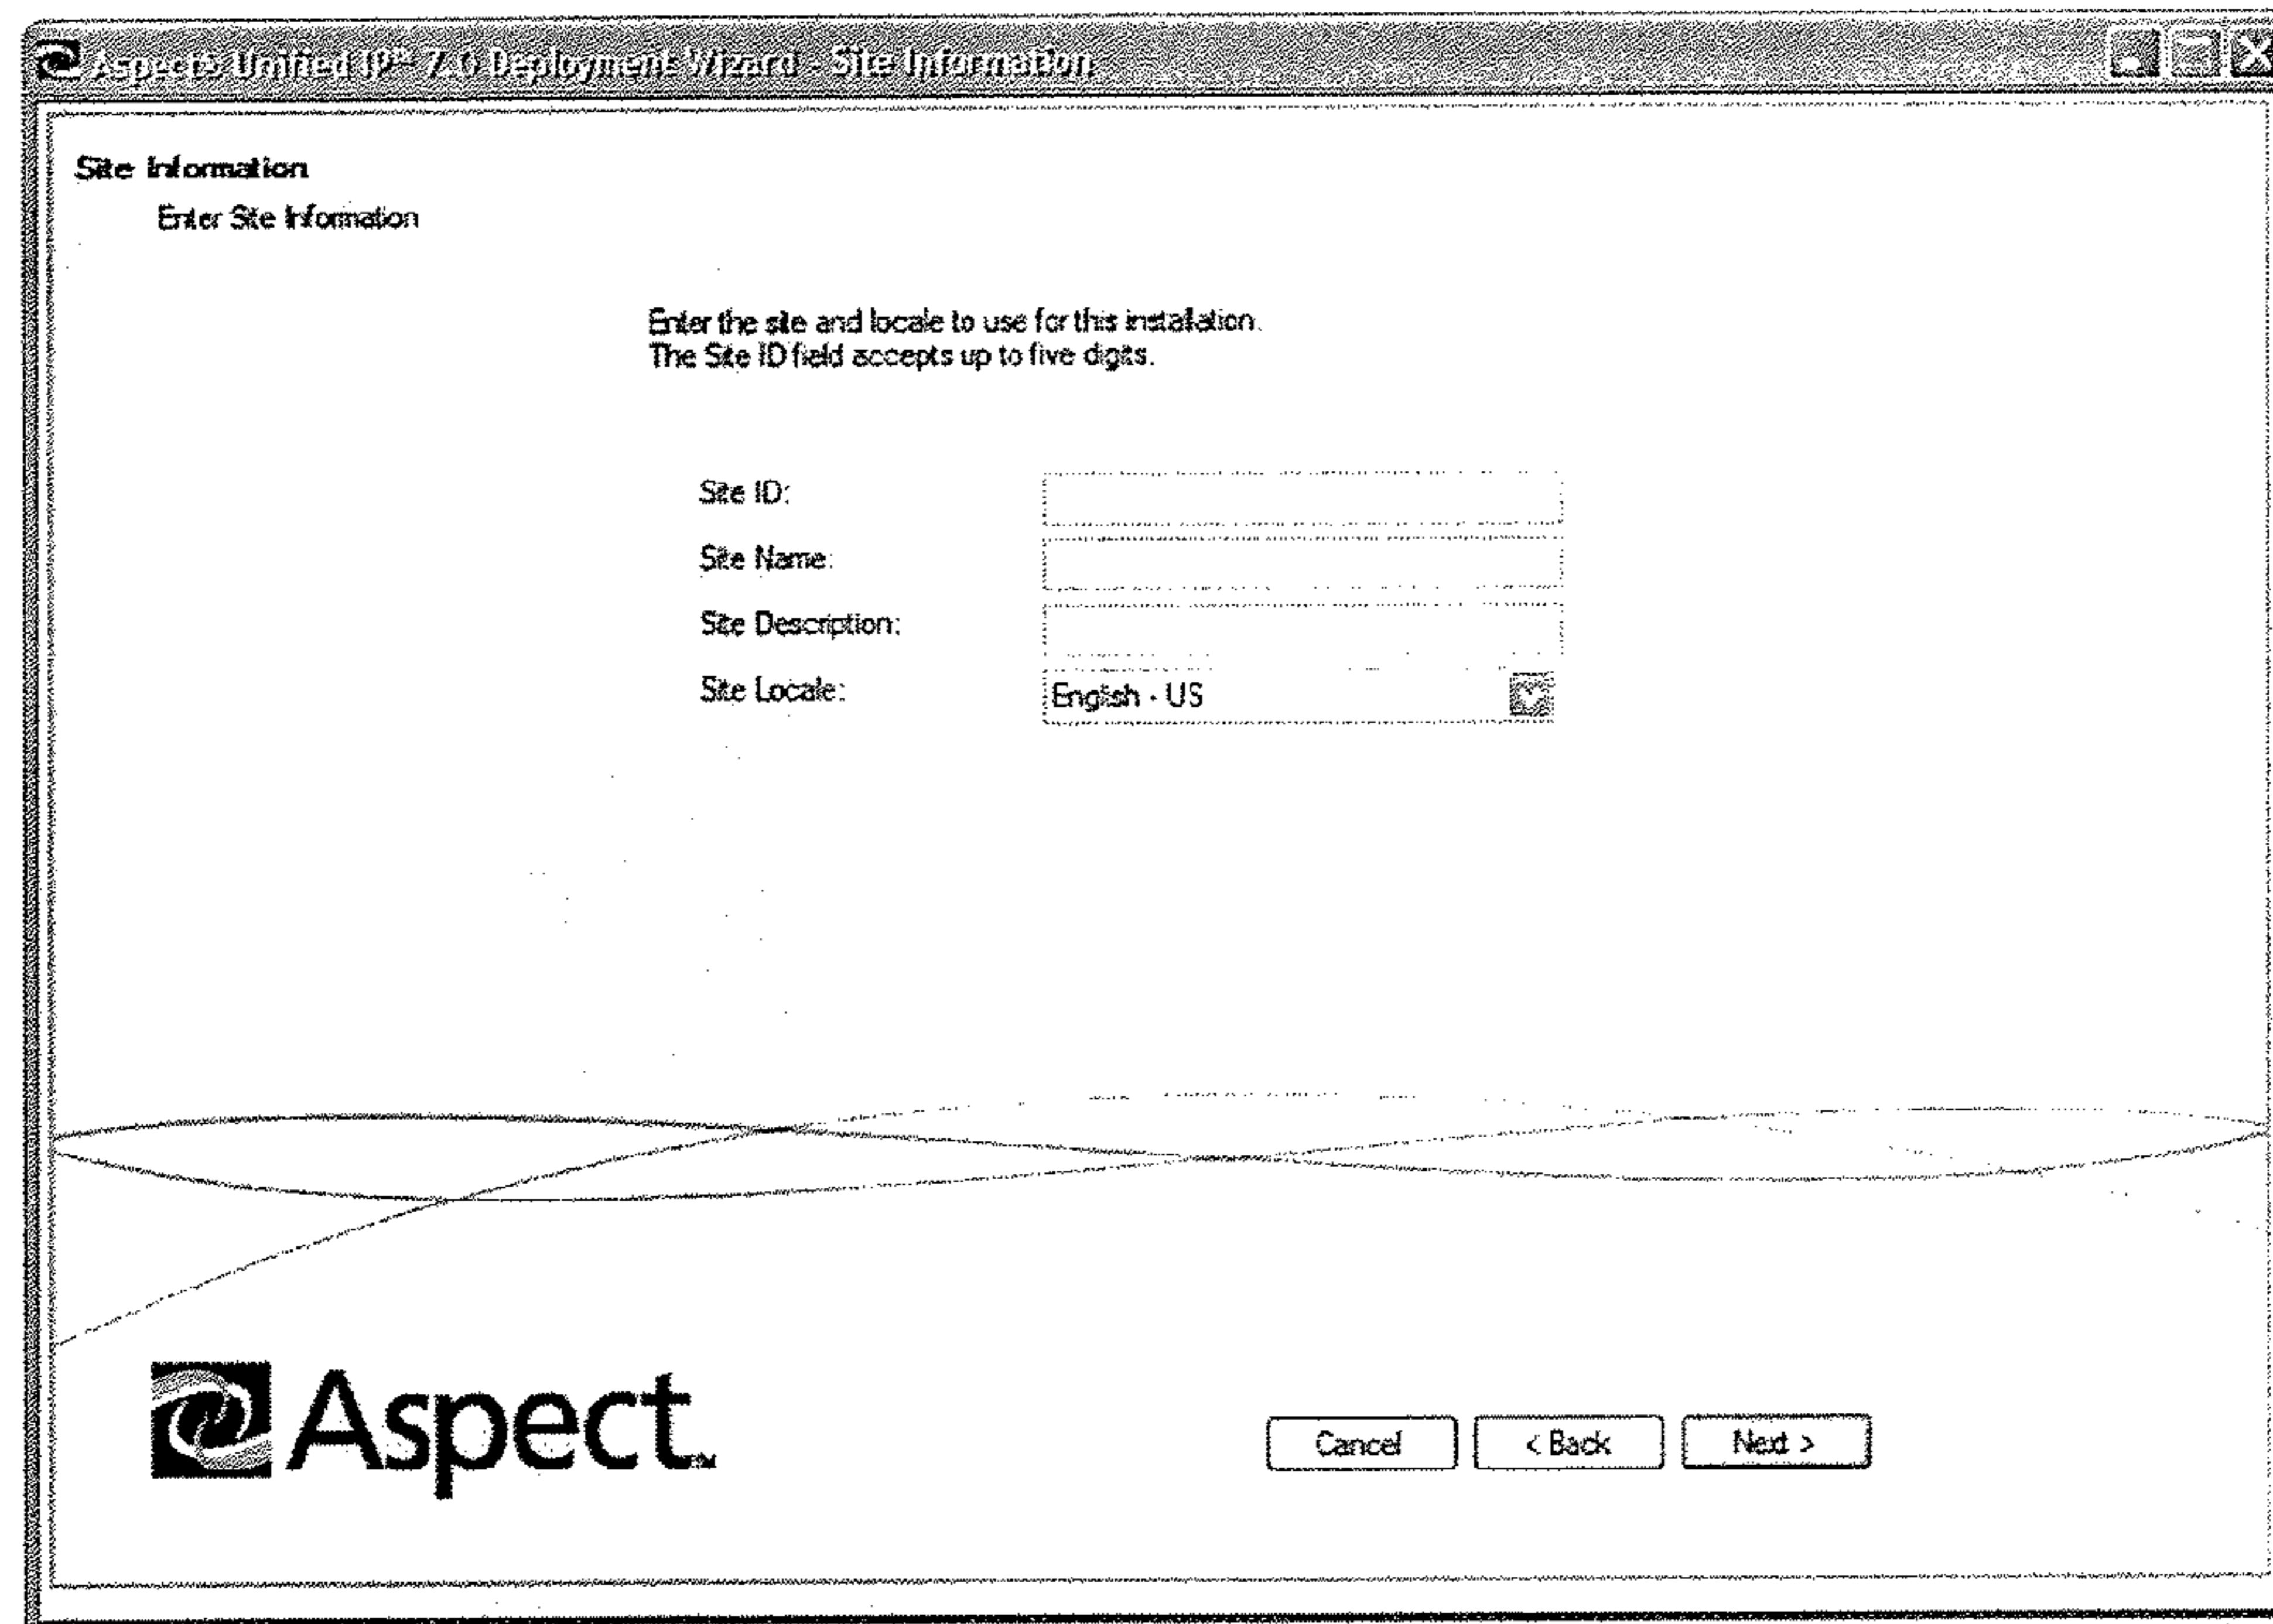 Aspect® Unified IP™ 7.0 Deployment Wizard - Site Information
Site Information
Enter Site Information
Enter the site and locale to use for this installation.
The Site ID field accepts up to five digits.
Site ID:
Site Name:
Site Description:
Site Locale: English - US
Aspect™
Cancel < Back Next >